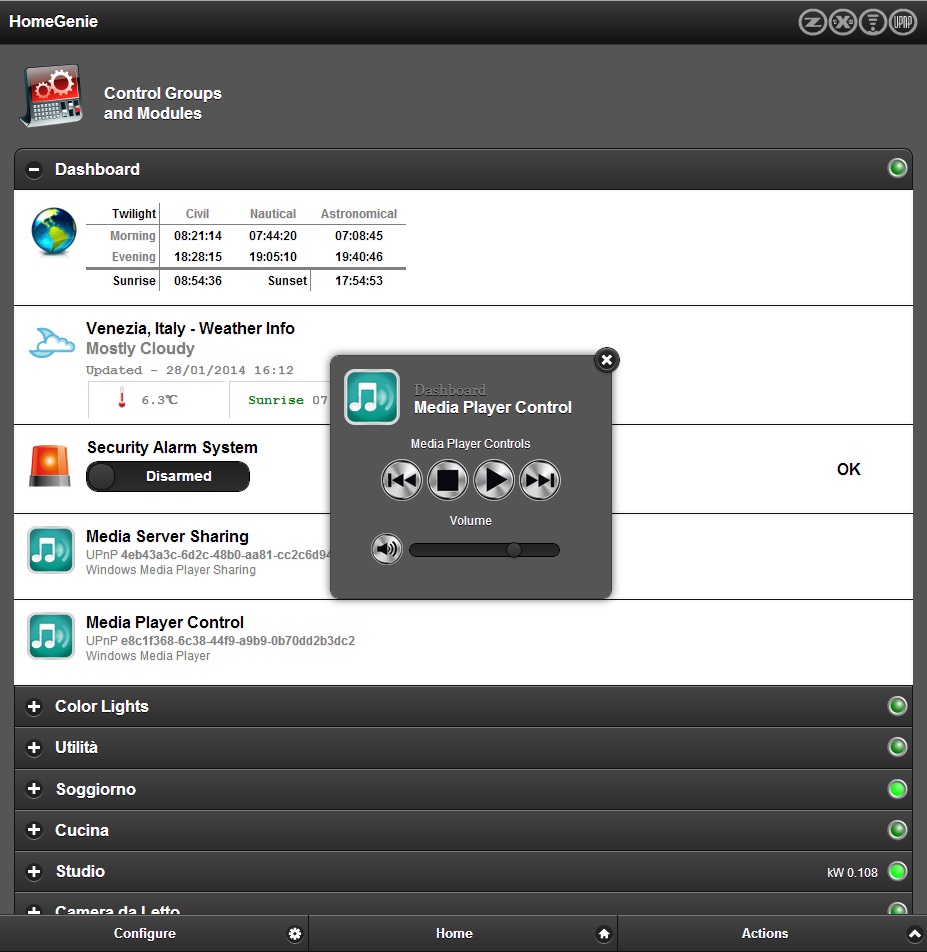 HomeGenie
Z X UPNP
Control Groups
and Modules
Dashboard
Twilight Civil Nautical Astronomical
Morning 08:21:14 07:44:20 07:08:45
Evening 18:28:15 19:05:10 19:40:46
Sunrise 08:54:36 Sunset 17:54:53
Venezia, Italy - Weather Info
Mostly Cloudy
Updated - 28/01/2014 16:12
6.3℃ Sunrise 07
Dashboard
Media Player Control
Media Player Controls
Volume
Security Alarm System
Disarmed
OK
Media Server Sharing
UPnP 4eb43a3c-6d2c-48b0-aa81-cc2c6d94
Windows Media Player Sharing
Media Player Control
UPnP e8c1f368-6c38-44f9-a9b9-0b70dd2b3dc2
Windows Media Player
Color Lights
Utilità
Soggiorno
Cucina
Studio kW 0.108
Camera da Letto
Configure Home Actions